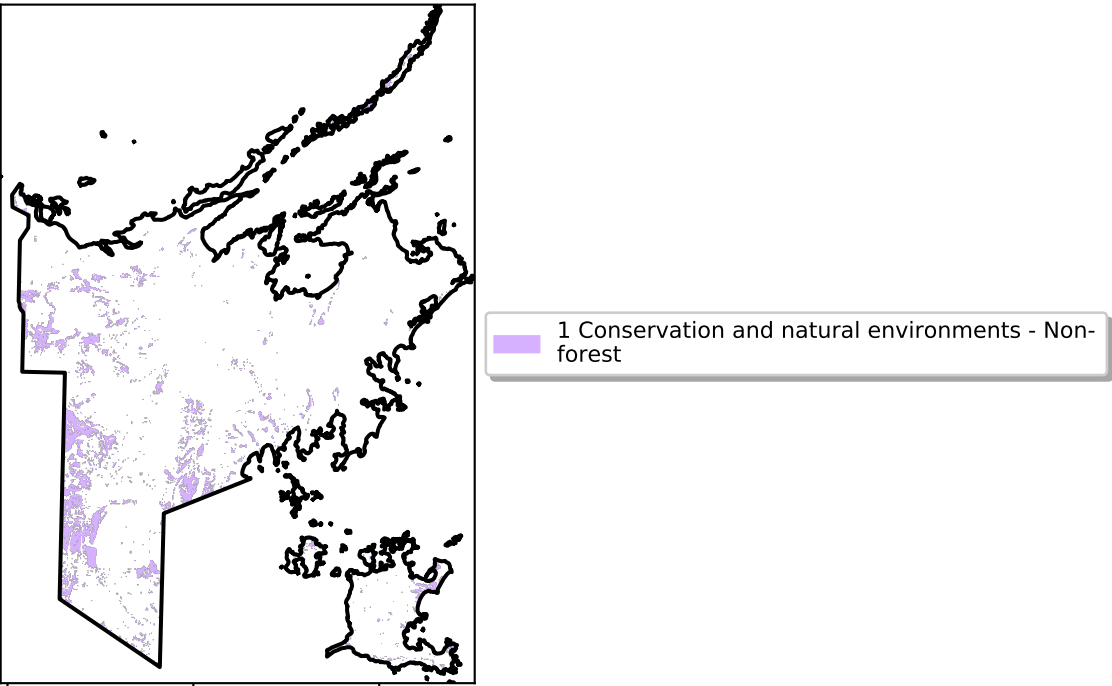 1 Conservation and natural environments - Non-
forest